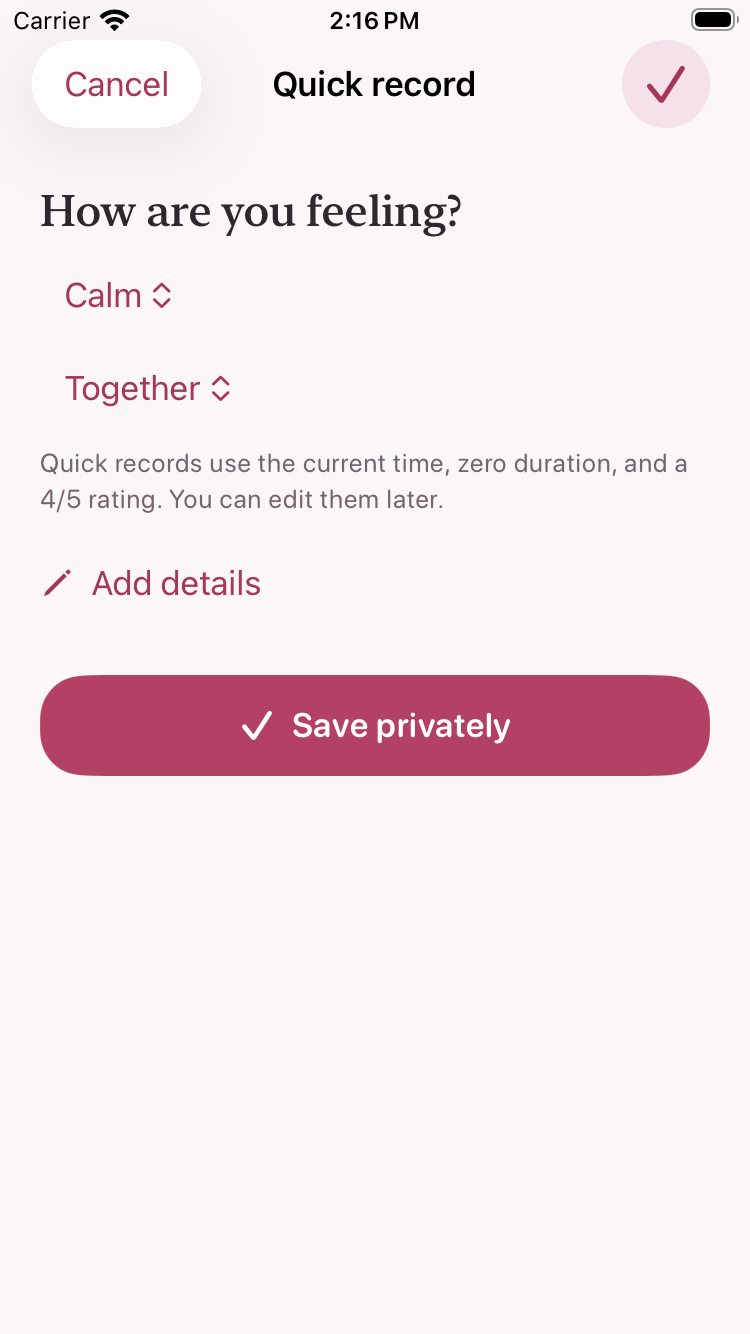 Carrier
2:16 PM
Cancel
Quick record
How are you feeling?
Calm
Together
Quick records use the current time, zero duration, and a
4/5 rating. You can edit them later.
Add details
Save privately